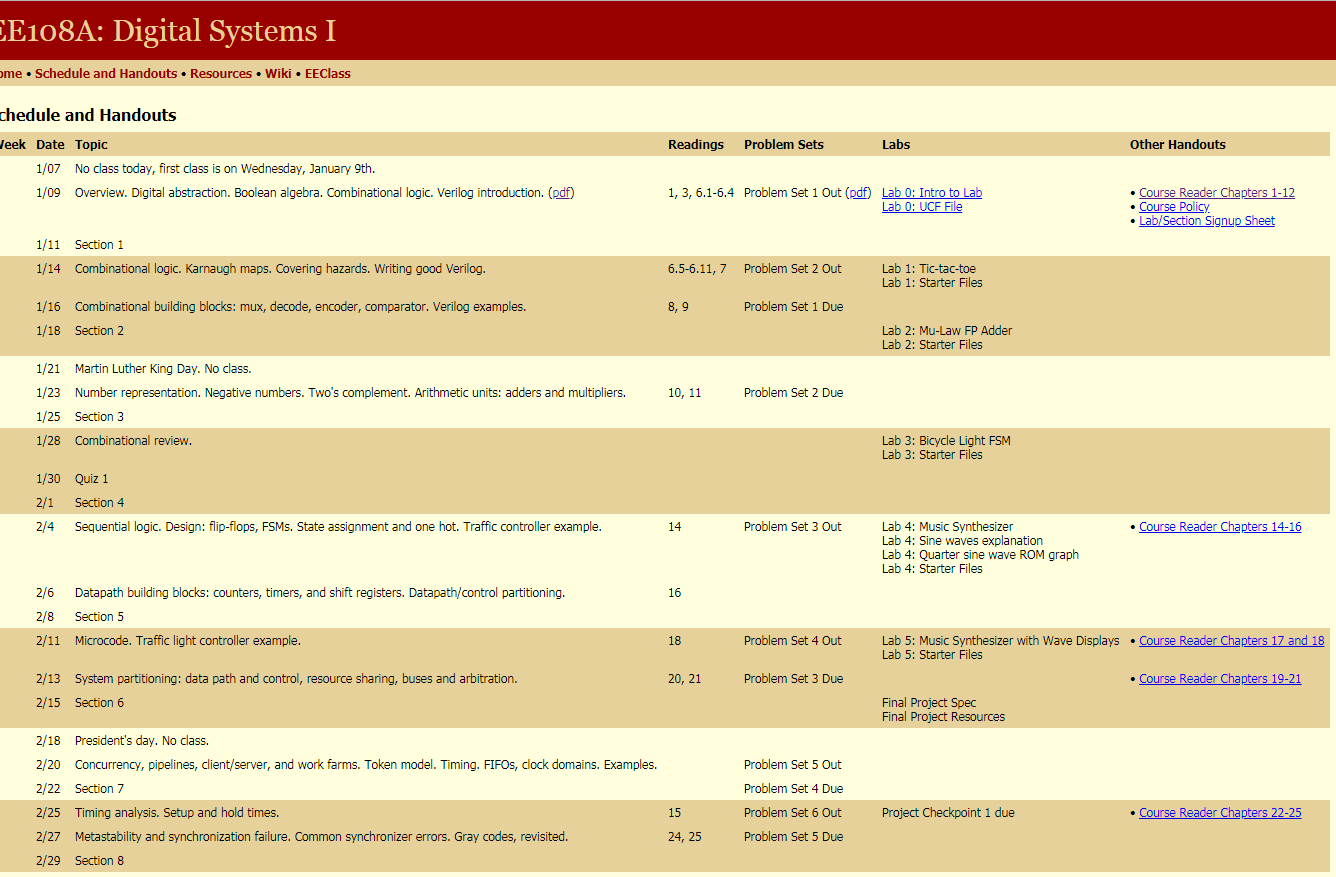 EE108A: Digital Systems I
ome • Schedule and Handouts • Resources • Wiki • EEClass
chedule and Handouts
Week Date Topic Readings Problem Sets Labs Other Handouts
1/07 No class today, first class is on Wednesday, January 9th.
1/09 Overview. Digital abstraction. Boolean algebra. Combinational logic. Verilog introduction. (pdf) 1, 3, 6.1-6.4 Problem Set 1 Out (pdf) Lab 0: Intro to Lab • Course Reader Chapters 1-12
Lab 0: UCF File • Course Policy
• Lab/Section Signup Sheet
1/11 Section 1
1/14 Combinational logic. Karnaugh maps. Covering hazards. Writing good Verilog. 6.5-6.11, 7 Problem Set 2 Out Lab 1: Tic-tac-toe
Lab 1: Starter Files
1/16 Combinational building blocks: mux, decode, encoder, comparator. Verilog examples. 8, 9 Problem Set 1 Due
1/18 Section 2 Lab 2: Mu-Law FP Adder
Lab 2: Starter Files
1/21 Martin Luther King Day. No class.
1/23 Number representation. Negative numbers. Two's complement. Arithmetic units: adders and multipliers. 10, 11 Problem Set 2 Due
1/25 Section 3
1/28 Combinational review. Lab 3: Bicycle Light FSM
Lab 3: Starter Files
1/30 Quiz 1
2/1 Section 4
2/4 Sequential logic. Design: flip-flops, FSMs. State assignment and one hot. Traffic controller example. 14 Problem Set 3 Out Lab 4: Music Synthesizer • Course Reader Chapters 14-16
Lab 4: Sine waves explanation
Lab 4: Quarter sine wave ROM graph
Lab 4: Starter Files
2/6 Datapath building blocks: counters, timers, and shift registers. Datapath/control partitioning. 16
2/8 Section 5
2/11 Microcode. Traffic light controller example. 18 Problem Set 4 Out Lab 5: Music Synthesizer with Wave Displays • Course Reader Chapters 17 and 18
Lab 5: Starter Files
2/13 System partitioning: data path and control, resource sharing, buses and arbitration. 20, 21 Problem Set 3 Due • Course Reader Chapters 19-21
2/15 Section 6 Final Project Spec
Final Project Resources
2/18 President's day. No class.
2/20 Concurrency, pipelines, client/server, and work farms. Token model. Timing. FIFOs, clock domains. Examples. Problem Set 5 Out
2/22 Section 7 Problem Set 4 Due
2/25 Timing analysis. Setup and hold times. 15 Problem Set 6 Out Project Checkpoint 1 due • Course Reader Chapters 22-25
2/27 Metastability and synchronization failure. Common synchronizer errors. Gray codes, revisited. 24, 25 Problem Set 5 Due
2/29 Section 8